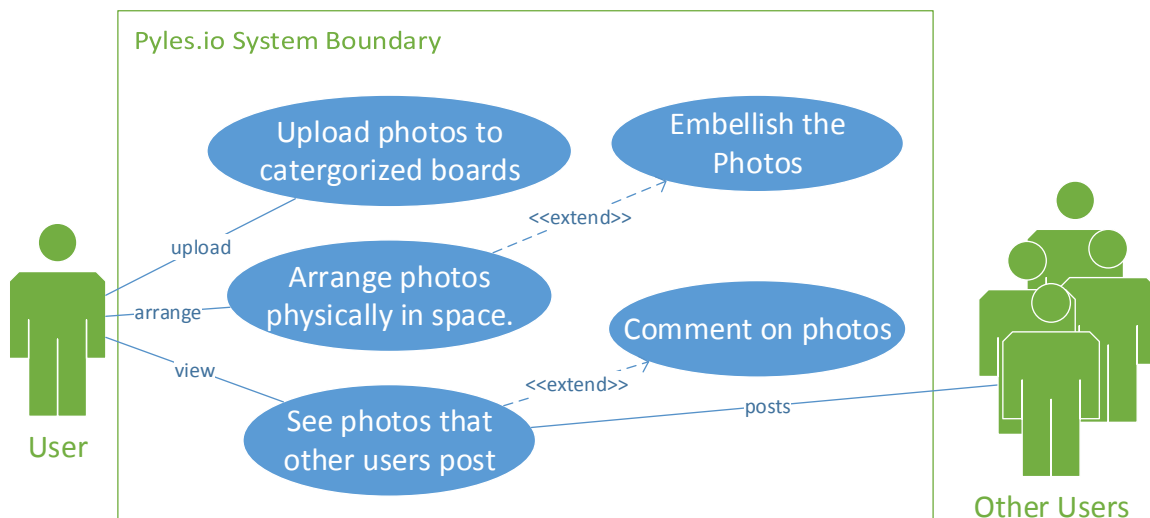 Pyles.io System Boundary
Upload photos to
catergorized boards
Embellish the
Photos
<<extend>>
upload
Arrange photos
physically in space.
arrange
Comment on photos
view
<<extend>>
posts
See photos that
other users post
User
Other Users